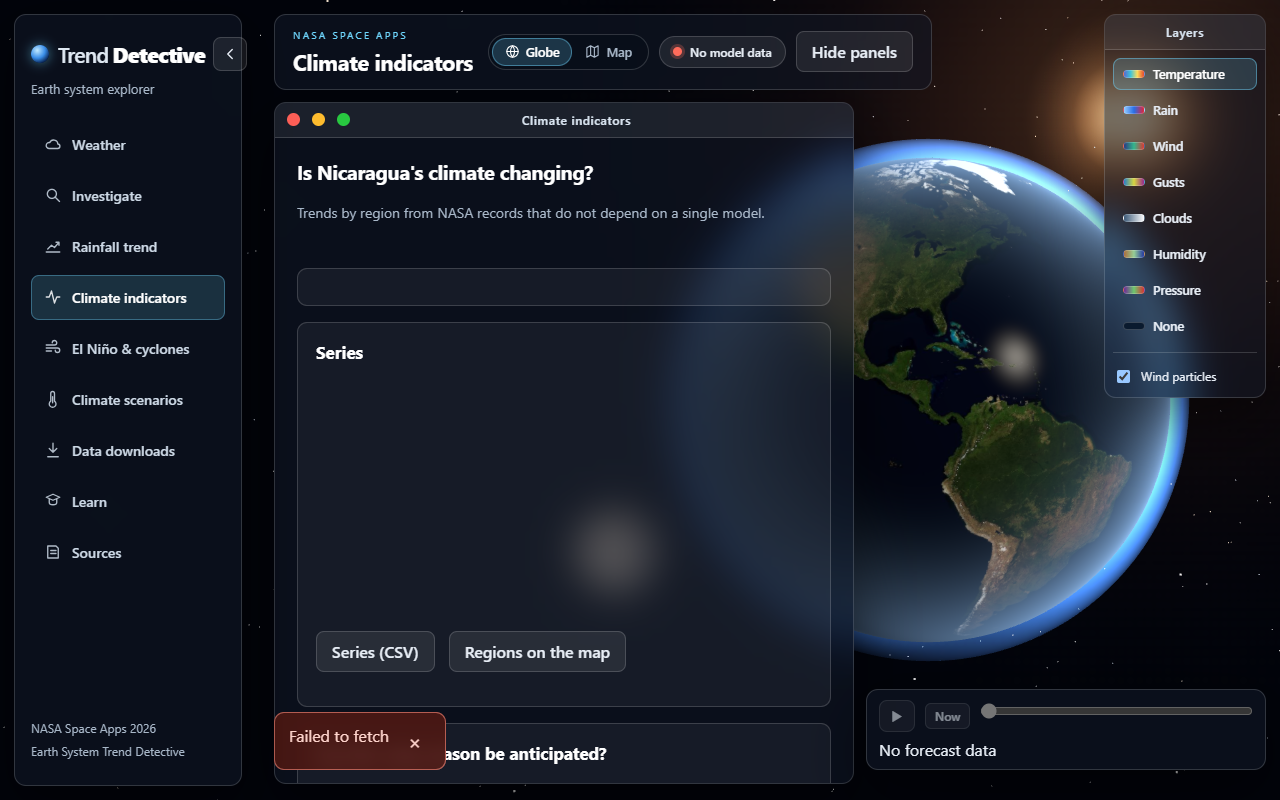 Trend Detective
Earth system explorer
Weather
Investigate
Rainfall trend
Climate indicators
El Niño & cyclones
Climate scenarios
Data downloads
Learn
Sources
NASA Space Apps 2026
Earth System Trend Detective
NASA SPACE APPS
Climate indicators
Globe
Map
No model data
Hide panels
Climate indicators
Is Nicaragua's climate changing?
Trends by region from NASA records that do not depend on a single model.
Series
Series (CSV)
Regions on the map
ason be anticipated?
Failed to fetch
Layers
Temperature
Rain
Wind
Gusts
Clouds
Humidity
Pressure
None
Wind particles
Now
No forecast data